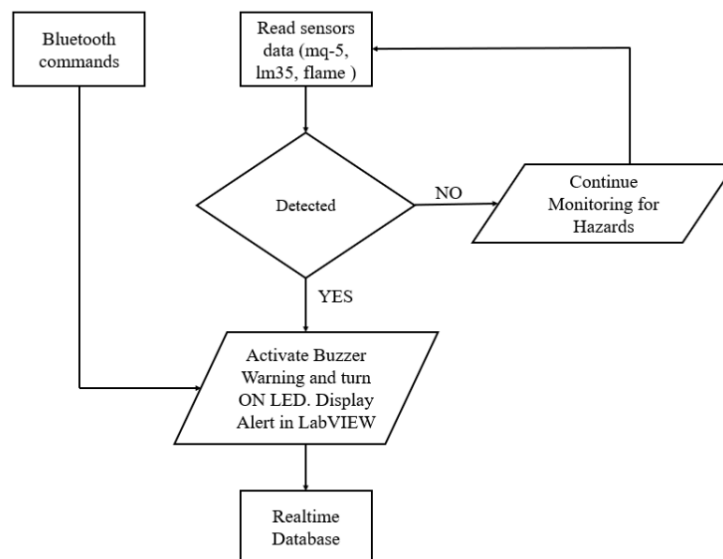 Bluetooth
commands
Read sensors
data (mq-5,
lm35, flame )
Detected
NO
Continue
Monitoring for
Hazards
YES
Activate Buzzer
Warning and turn
ON LED. Display
Alert in LabVIEW
Realtime
Database